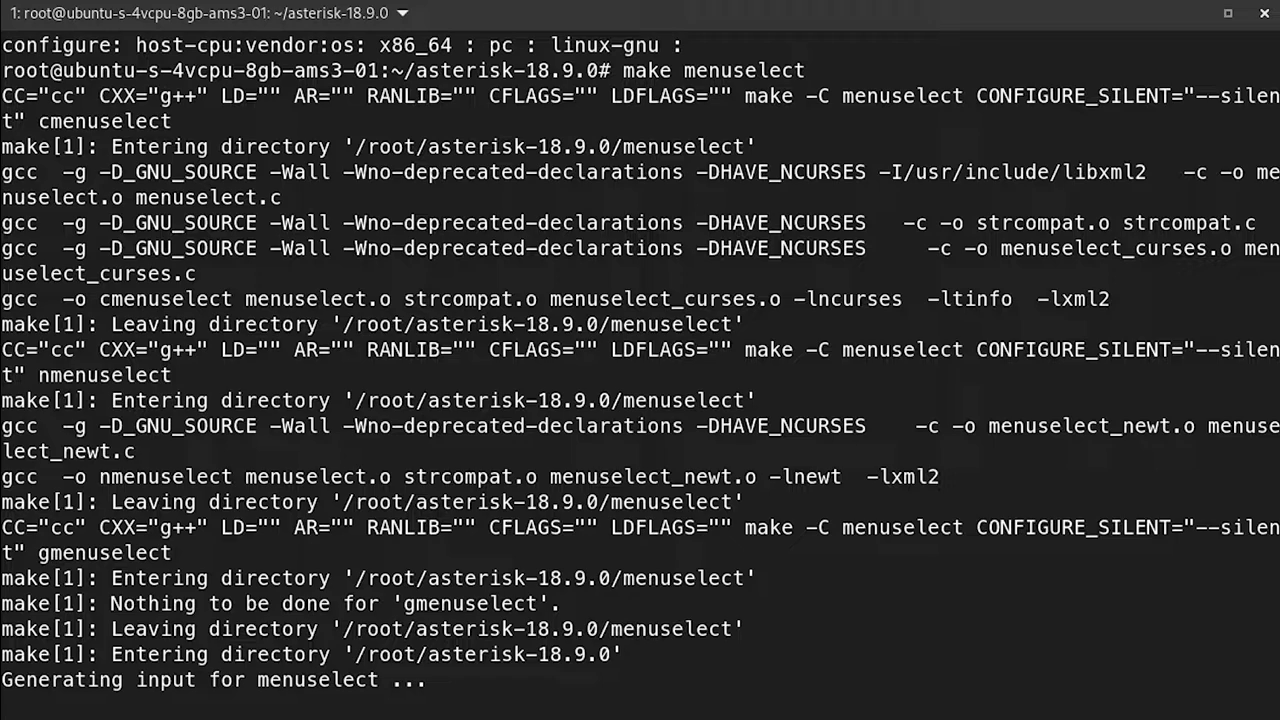 1: root@ubuntu-s-4vcpu-8gb-ams3-01: ~/asterisk-18.9.0
configure: host-cpu:vendor:os: x86_64 : pc : linux-gnu :
root@ubuntu-s-4vcpu-8gb-ams3-01:~/asterisk-18.9.0# make menuselect
CC="cc" CXX="g++" LD="" AR="" RANLIB="" CFLAGS="" LDFLAGS="" make -C menuselect CONFIGURE_SILENT="--silen
t" cmenuselect
make[1]: Entering directory '/root/asterisk-18.9.0/menuselect'
gcc  -g -D_GNU_SOURCE -Wall -Wno-deprecated-declarations -DHAVE_NCURSES -I/usr/include/libxml2   -c -o me
nuselect.o menuselect.c
gcc  -g -D_GNU_SOURCE -Wall -Wno-deprecated-declarations -DHAVE_NCURSES   -c -o strcompat.o strcompat.c
gcc  -g -D_GNU_SOURCE -Wall -Wno-deprecated-declarations -DHAVE_NCURSES     -c -o menuselect_curses.o men
uselect_curses.c
gcc  -o cmenuselect menuselect.o strcompat.o menuselect_curses.o -lncurses  -ltinfo  -lxml2
make[1]: Leaving directory '/root/asterisk-18.9.0/menuselect'
CC="cc" CXX="g++" LD="" AR="" RANLIB="" CFLAGS="" LDFLAGS="" make -C menuselect CONFIGURE_SILENT="--silen
t" nmenuselect
make[1]: Entering directory '/root/asterisk-18.9.0/menuselect'
gcc  -g -D_GNU_SOURCE -Wall -Wno-deprecated-declarations -DHAVE_NCURSES    -c -o menuselect_newt.o menuse
lect_newt.c
gcc  -o nmenuselect menuselect.o strcompat.o menuselect_newt.o -lnewt  -lxml2
make[1]: Leaving directory '/root/asterisk-18.9.0/menuselect'
CC="cc" CXX="g++" LD="" AR="" RANLIB="" CFLAGS="" LDFLAGS="" make -C menuselect CONFIGURE_SILENT="--silen
t" gmenuselect
make[1]: Entering directory '/root/asterisk-18.9.0/menuselect'
make[1]: Nothing to be done for 'gmenuselect'.
make[1]: Leaving directory '/root/asterisk-18.9.0/menuselect'
make[1]: Entering directory '/root/asterisk-18.9.0'
Generating input for menuselect ...